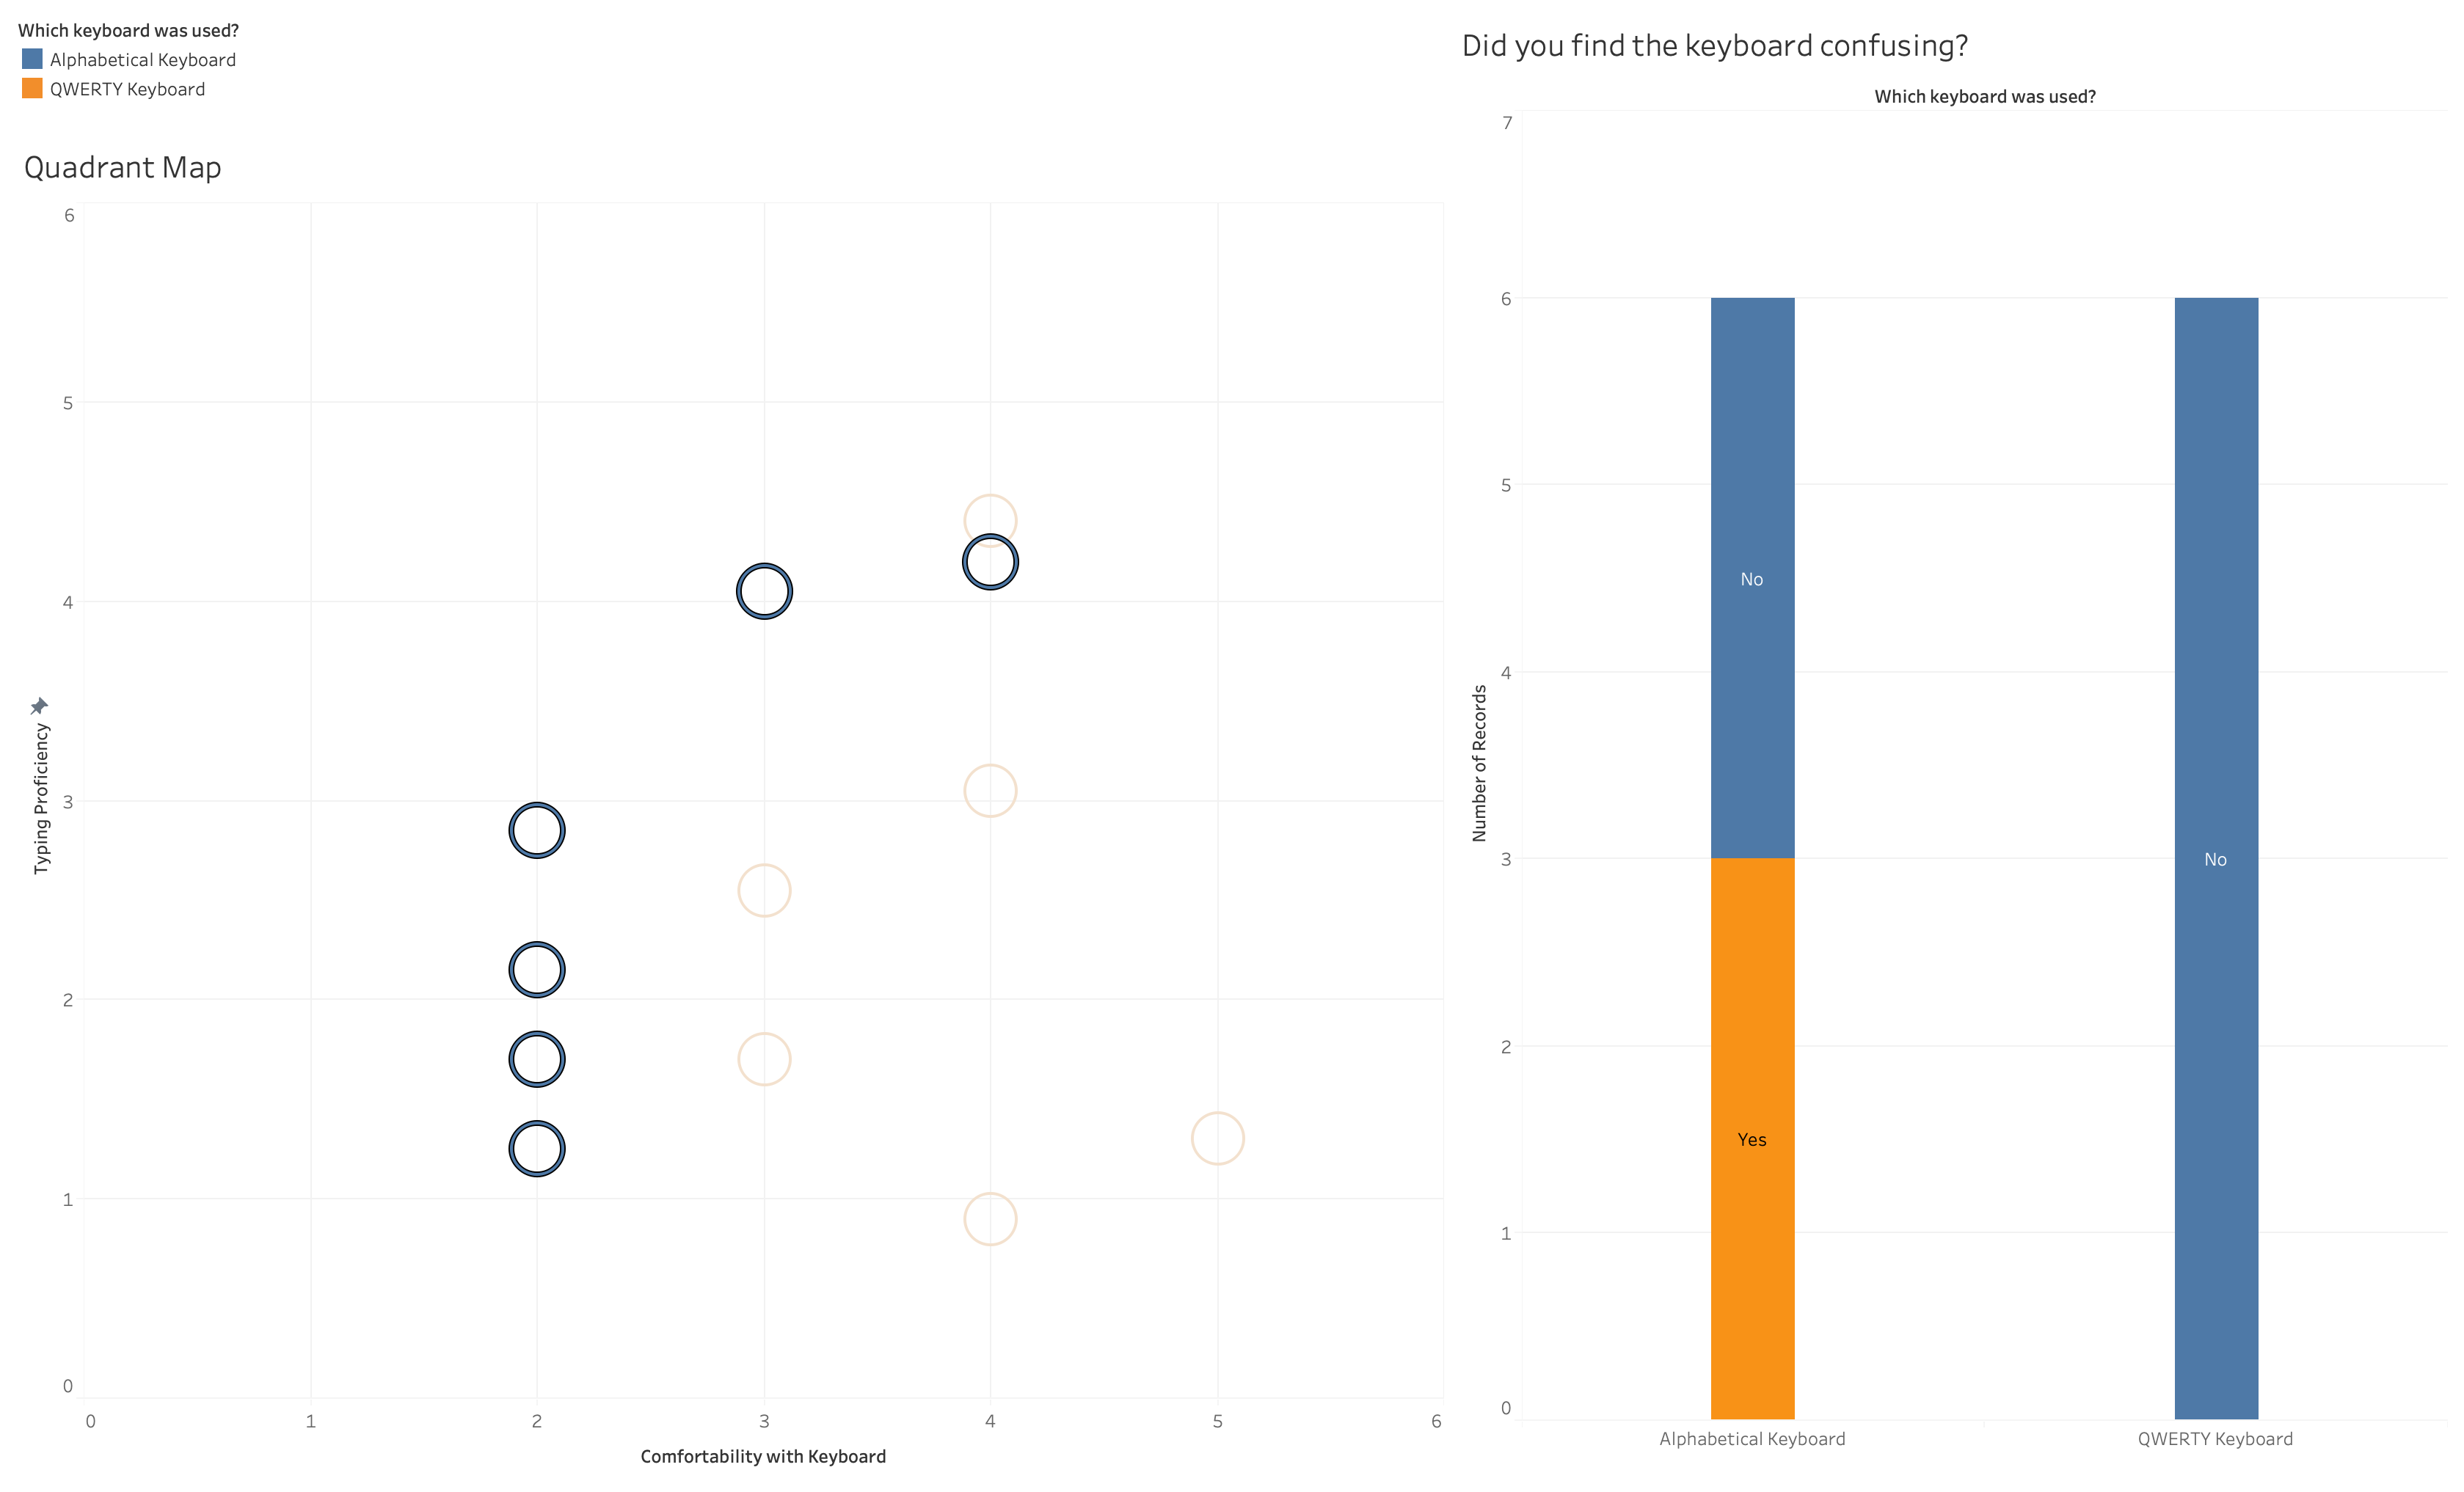 Which keyboard was used?
Alphabetical Keyboard
QWERTY Keyboard
Quadrant Map
6
5
4
3
2
1
0
Typing Proficiency
0 1 2 3 4 5 6
Comfortability with Keyboard
Did you find the keyboard confusing?
Which keyboard was used?
7
6
5
4
3
2
1
0
Number of Records
No
Yes
No
Alphabetical Keyboard QWERTY Keyboard